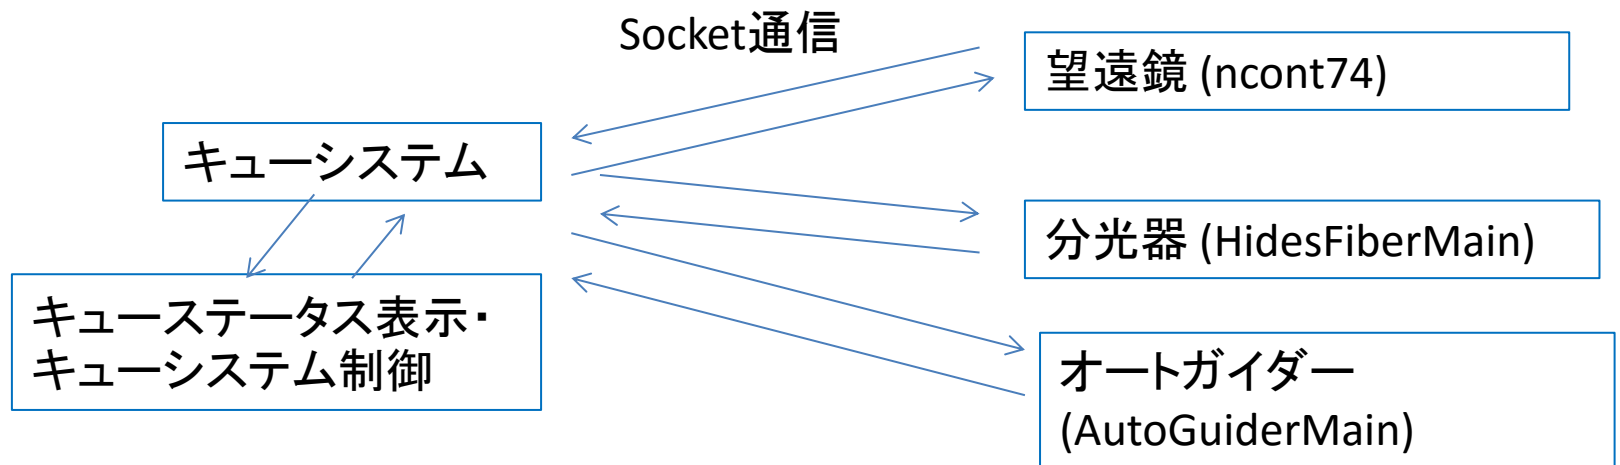 Socket通信
望遠鏡 (ncont74)
キューシステム
分光器 (HidesFiberMain)
キューステータス表示・
キューシステム制御
オートガイダー
(AutoGuiderMain)